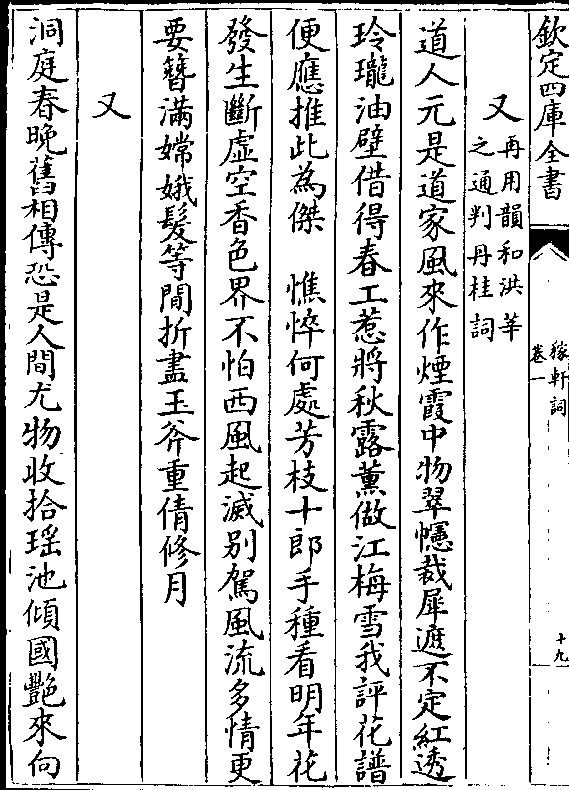 欽定四庫全書
稼軒詞
卷一
十九
又再用韻和洪莘
之通判丹桂詞
道人元是道家風來作煙霞中物翠幰裁犀遮不定紅透
玲瓏油壁借得春工惹將秋露薰做江梅雪我評花譜
便應推此為傑　憔悴何處芳枝十郎手種看明年花
發坐斷虛空香色界不怕西風起滅別駕風流多情更
要簪滿嫦娥髮等閒折盡玉斧重倩修月
又
洞庭春晚舊相傳恐是人間尤物收拾瑶池傾國豔來向